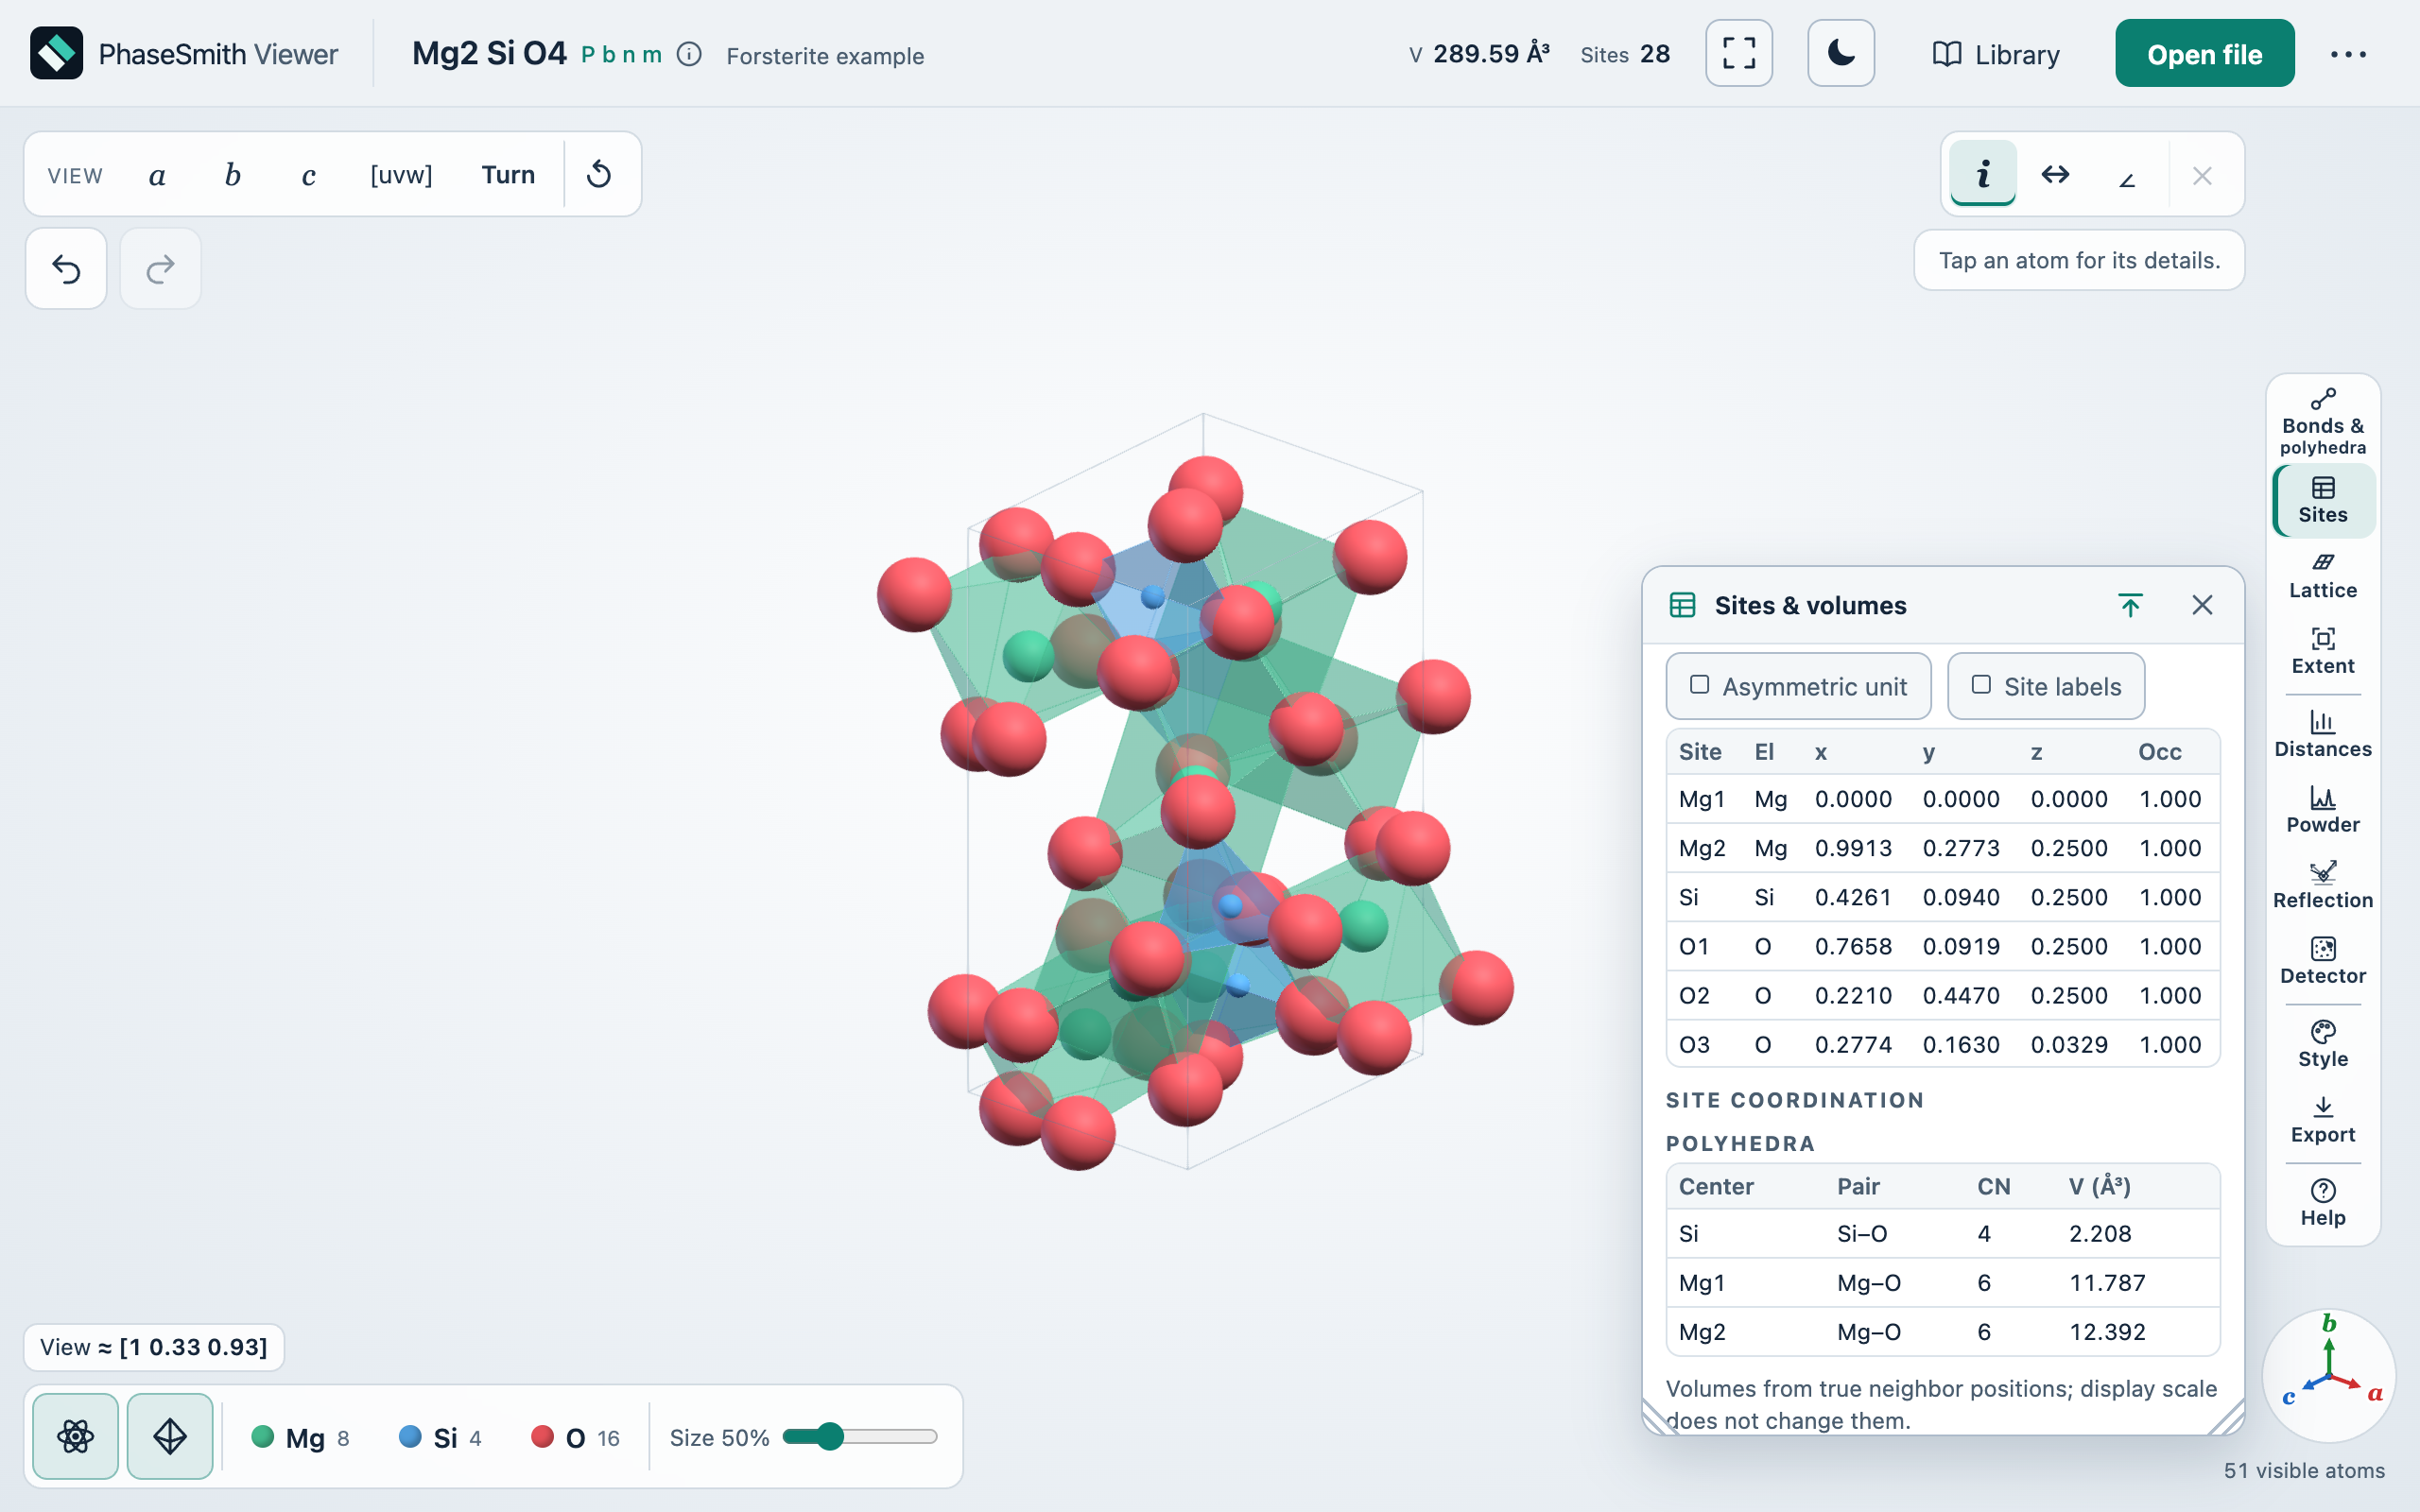 PhaseSmith Viewer
Mg2 Si O4 P b n m i Forsterite example
V 289.59 Å³ Sites 28
Library
Open file
VIEW a b c [uvw] Turn
i
Tap an atom for its details.
Bonds &
polyhedra
Sites
Lattice
Extent
Distances
Powder
Reflection
Detector
Style
Export
Help
Sites & volumes
Asymmetric unit
Site labels
Site El x y z Occ
Mg1 Mg 0.0000 0.0000 0.0000 1.000
Mg2 Mg 0.9913 0.2773 0.2500 1.000
Si Si 0.4261 0.0940 0.2500 1.000
O1 O 0.7658 0.0919 0.2500 1.000
O2 O 0.2210 0.4470 0.2500 1.000
O3 O 0.2774 0.1630 0.0329 1.000
SITE COORDINATION
POLYHEDRA
Center Pair CN V (Å³)
Si Si–O 4 2.208
Mg1 Mg–O 6 11.787
Mg2 Mg–O 6 12.392
Volumes from true neighbor positions; display scale
does not change them.
View ≈ [1 0.33 0.93]
Mg 8 Si 4 O 16 Size 50%
b
c
a
51 visible atoms